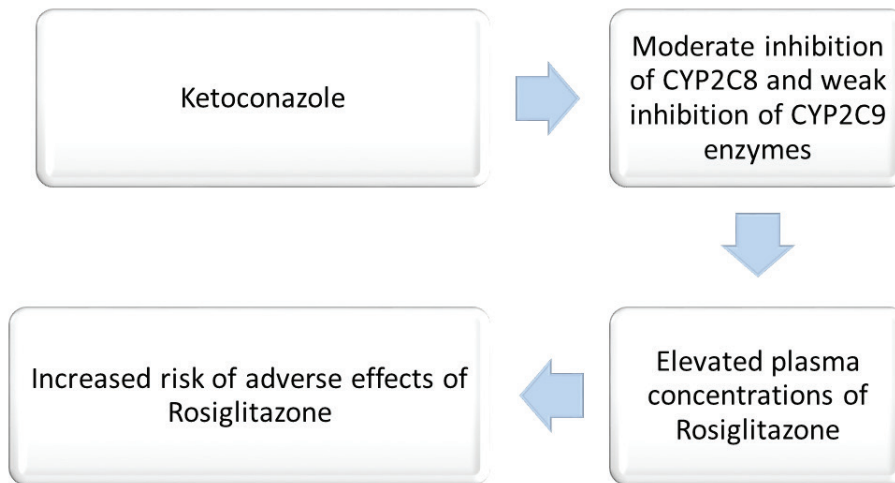 Ketoconazole
Moderate inhibition
of CYP2C8 and weak
inhibition of CYP2C9
enzymes
Elevated plasma
concentrations of
Rosiglitazone
Increased risk of adverse effects of
Rosiglitazone